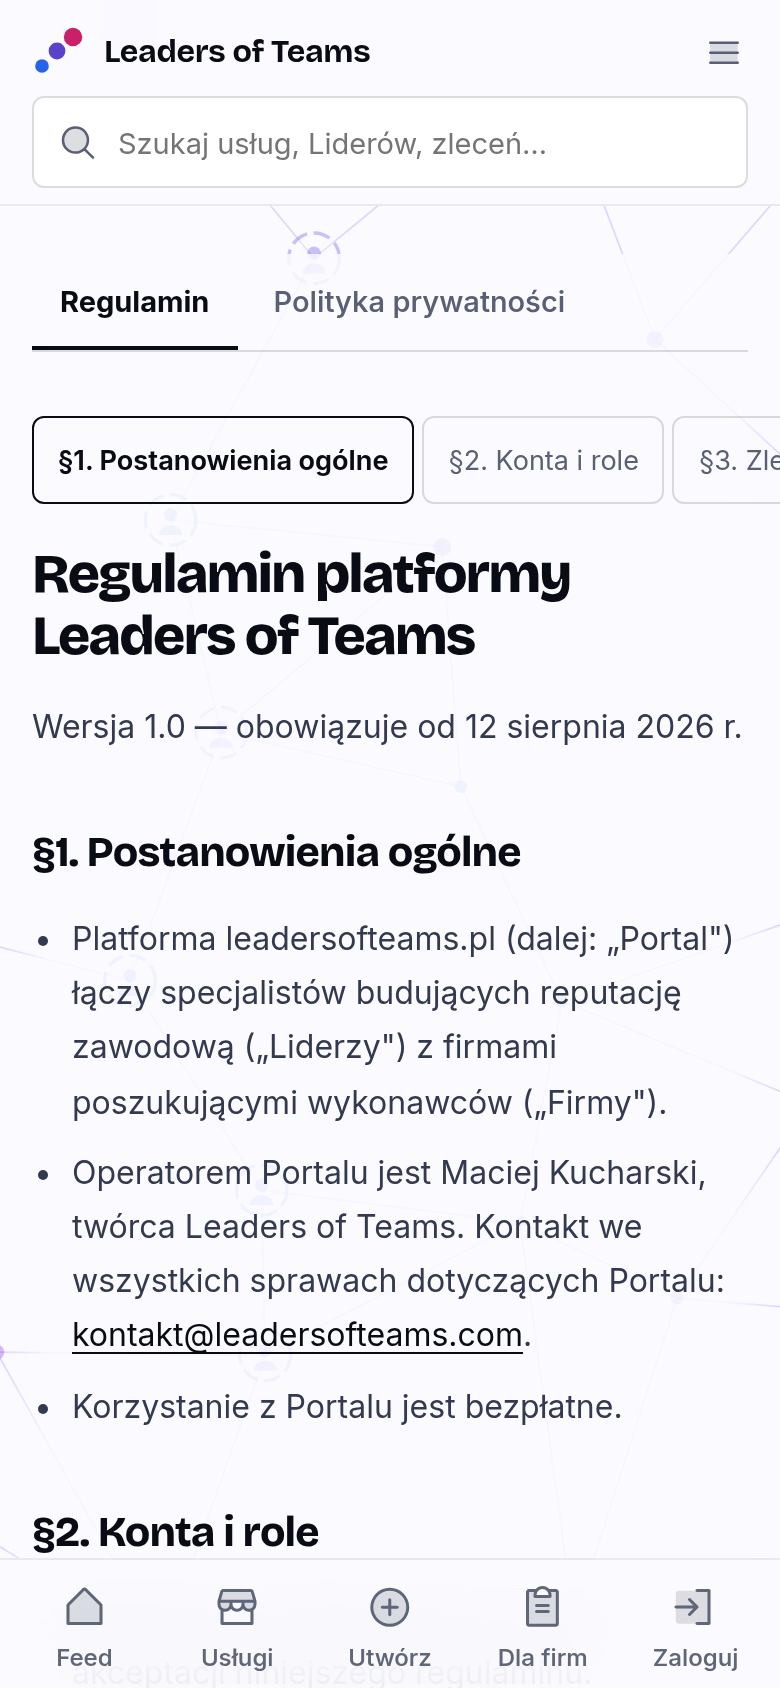 Leaders of Teams
Szukaj usług, Liderów, zleceń...
Regulamin
Polityka prywatności
§1. Postanowienia ogólne
§2. Konta i role
§3. Zle
Regulamin platformy
Leaders of Teams
Wersja 1.0 — obowiązuje od 12 sierpnia 2026 r.
§1. Postanowienia ogólne
• Platforma leadersofteams.pl (dalej: „Portal")
łączy specjalistów budujących reputację
zawodową („Liderzy") z firmami
poszukującymi wykonawców („Firmy").
• Operatorem Portalu jest Maciej Kucharski,
twórca Leaders of Teams. Kontakt we
wszystkich sprawach dotyczących Portalu:
kontakt@leadersofteams.com.
• Korzystanie z Portalu jest bezpłatne.
§2. Konta i role
akceptacji niniejszego regulaminu.
Feed
Usługi
Utwórz
Dla firm
Zaloguj